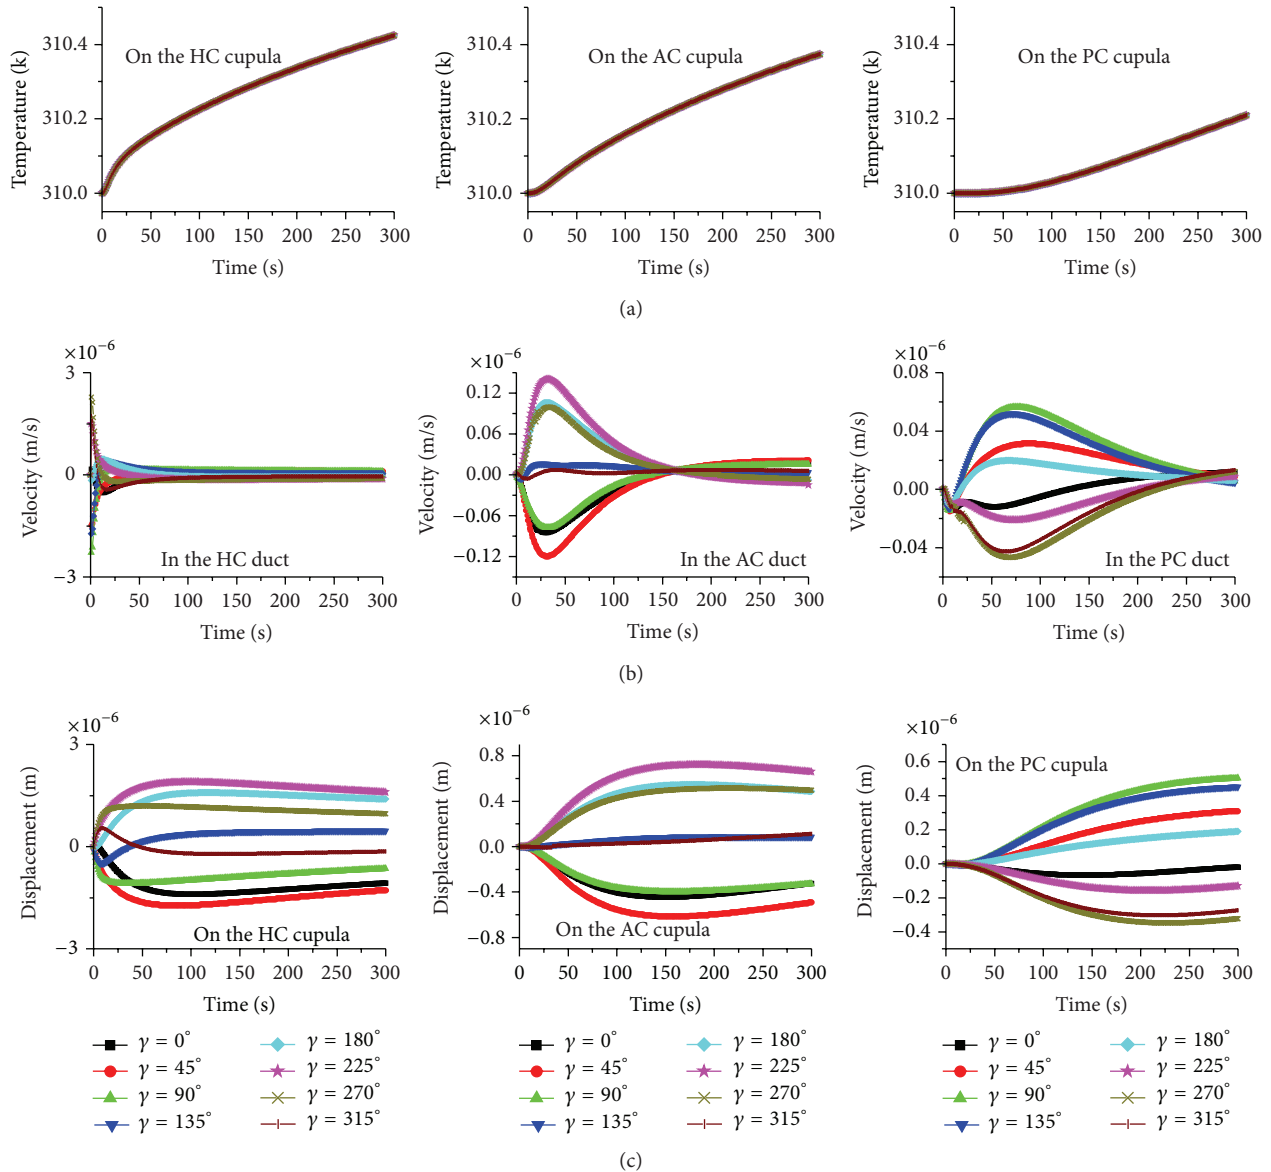 Temperature (k)
310.4
310.2
310.0
On the HC cupula
0 50 100 150 200 250 300
Time (s)
Temperature (k)
310.4
310.2
310.0
On the AC cupula
0 50 100 150 200 250 300
Time (s)
Temperature (k)
310.4
310.2
310.0
On the PC cupula
0 50 100 150 200 250 300
Time (s)
(a)
×10⁻⁶
Velocity (m/s)
3
0
−3
In the HC duct
0 50 100 150 200 250 300
Time (s)
×10⁻⁶
Velocity (m/s)
0.12
0.06
0.00
−0.06
−0.12
In the AC duct
0 50 100 150 200 250 300
Time (s)
×10⁻⁶
Velocity (m/s)
0.08
0.04
0.00
−0.04
In the PC duct
0 50 100 150 200 250 300
Time (s)
(b)
×10⁻⁶
Displacement (m)
3
0
−3
On the HC cupula
0 50 100 150 200 250 300
Time (s)
γ = 0°
γ = 45°
γ = 90°
γ = 135°
γ = 180°
γ = 225°
γ = 270°
γ = 315°
×10⁻⁶
Displacement (m)
0.8
0.4
0.0
−0.4
−0.8
On the AC cupula
0 50 100 150 200 250 300
Time (s)
γ = 0°
γ = 45°
γ = 90°
γ = 135°
γ = 180°
γ = 225°
γ = 270°
γ = 315°
×10⁻⁶
Displacement (m)
0.6
0.4
0.2
0.0
−0.2
−0.4
On the PC cupula
0 50 100 150 200 250 300
Time (s)
γ = 0°
γ = 45°
γ = 90°
γ = 135°
γ = 180°
γ = 225°
γ = 270°
γ = 315°
(c)